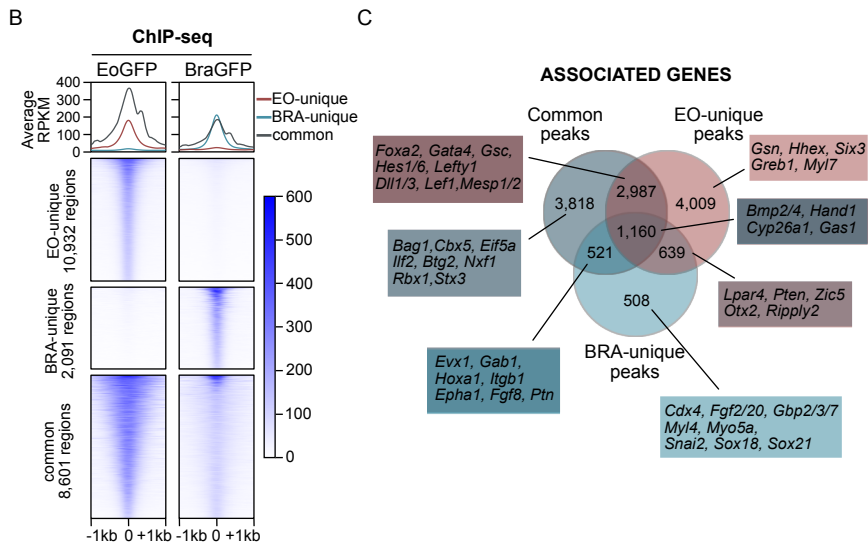 B
ChIP-seq
EoGFP
BraGFP
Average
RPKM
400
300
200
100
0
EO-unique
BRA-unique
common
EO-unique
10,932 regions
BRA-unique
2,091 regions
common
8,601 regions
600
500
400
300
200
100
0
-1kb 0 +1kb
-1kb 0 +1kb
C
ASSOCIATED GENES
Common
peaks
EO-unique
peaks
Foxa2, Gata4, Gsc,
Hes1/6, Lefty1
Dll1/3, Lef1,Mesp1/2
Gsn, Hhex, Six3
Greb1, Myl7
2,987
3,818
4,009
1,160
521
639
508
Bmp2/4, Hand1
Cyp26a1, Gas1
Bag1,Cbx5, Eif5a
Ilf2, Btg2, Nxf1
Rbx1,Stx3
Lpar4, Pten, Zic5
Otx2, Ripply2
BRA-unique
peaks
Evx1, Gab1,
Hoxa1, Itgb1
Epha1, Fgf8, Ptn
Cdx4, Fgf2/20, Gbp2/3/7
Myl4, Myo5a,
Snai2, Sox18, Sox21